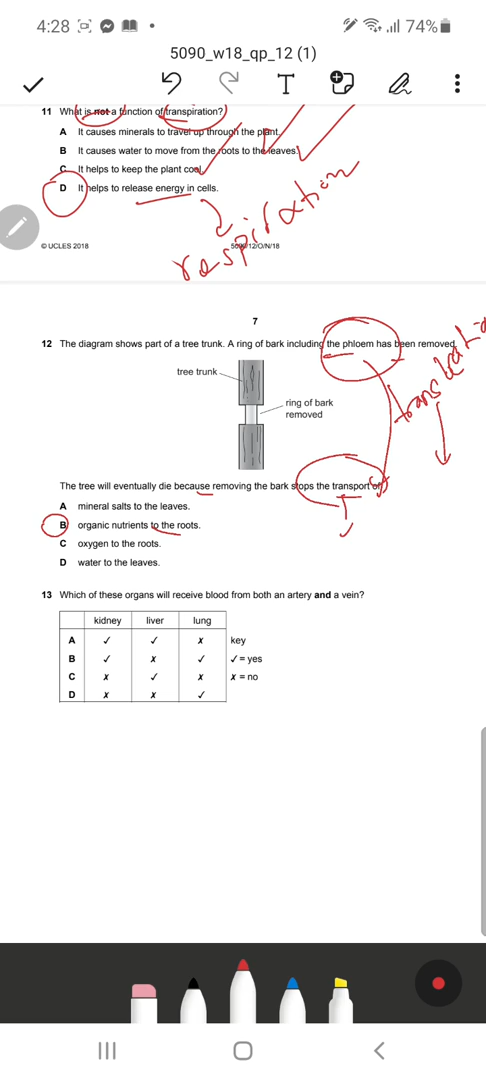 4:28
74%
5090_w18_qp_12 (1)
T
11 What is not a function of transpiration?
A It causes minerals to travel up through the plant.
B It causes water to move from the roots to the leaves.
C It helps to keep the plant cool.
D It helps to release energy in cells.
respiration
© UCLES 2018
5090/12/O/N/18
7
12 The diagram shows part of a tree trunk. A ring of bark including the phloem has been removed.
tree trunk
ring of bark
removed
The tree will eventually die because removing the bark stops the transport of
A mineral salts to the leaves.
B organic nutrients to the roots.
C oxygen to the roots.
D water to the leaves.
13 Which of these organs will receive blood from both an artery and a vein?
kidney liver lung
A ✓ ✓ ✗ key
B ✓ ✗ ✓ ✓ = yes
C ✗ ✓ ✗ ✗ = no
D ✗ ✗ ✓